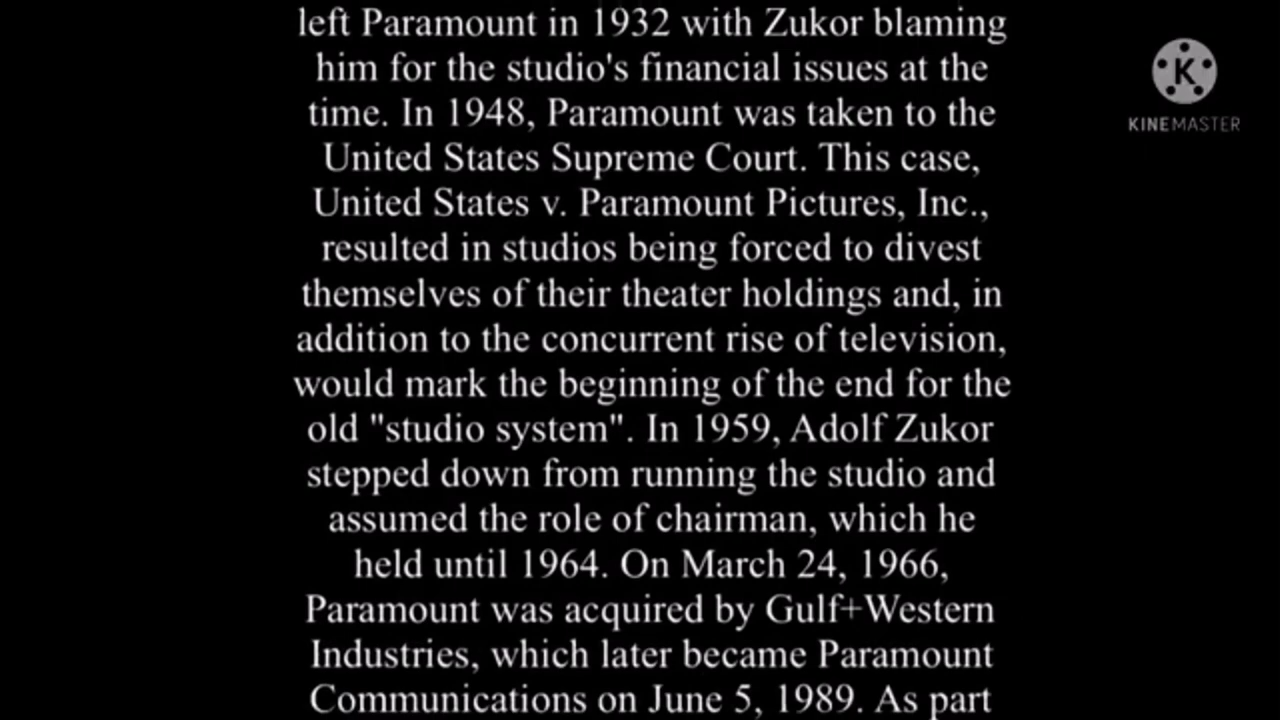 left Paramount in 1932 with Zukor blaming
him for the studio's financial issues at the
time. In 1948, Paramount was taken to the
United States Supreme Court. This case,
United States v. Paramount Pictures, Inc.,
resulted in studios being forced to divest
themselves of their theater holdings and, in
addition to the concurrent rise of television,
would mark the beginning of the end for the
old "studio system". In 1959, Adolf Zukor
stepped down from running the studio and
assumed the role of chairman, which he
held until 1964. On March 24, 1966,
Paramount was acquired by Gulf+Western
Industries, which later became Paramount
Communications on June 5, 1989. As part
K
KINEMASTER